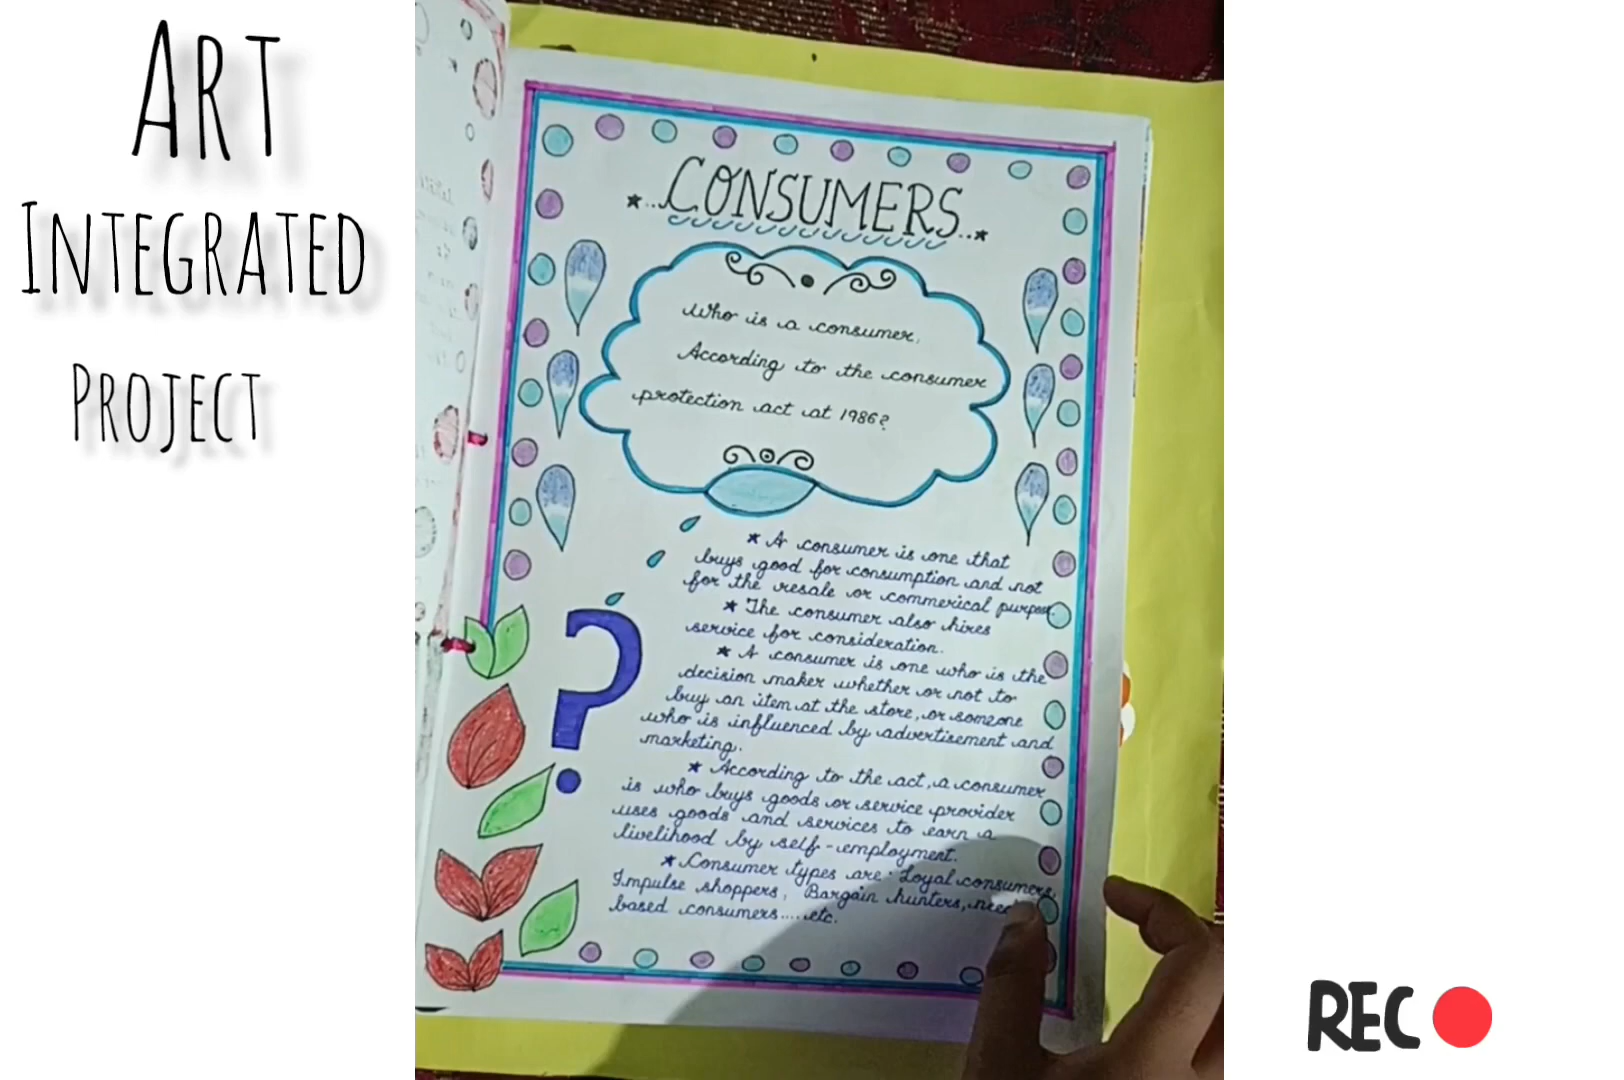 ART
INTEGRATED
PROJECT
CONSUMERS
Who is a consumer,
According to the consumer
protection act at 1986?
A consumer is one that
buys good for consumption and not
for the resale or commerical purpose.
The consumer also hires
service for consideration.
A consumer is one who is the
decision maker whether or not to
buy an item at the store, or someone
who is influenced by advertisement and
marketing.
According to the act, a consumer
is who buys goods or service provider
uses goods and services to earn a
livelihood by self-employment.
Consumer types are: Loyal consumers,
Impulse shoppers, Bargain hunters,
based consumers.....etc.
?
REC